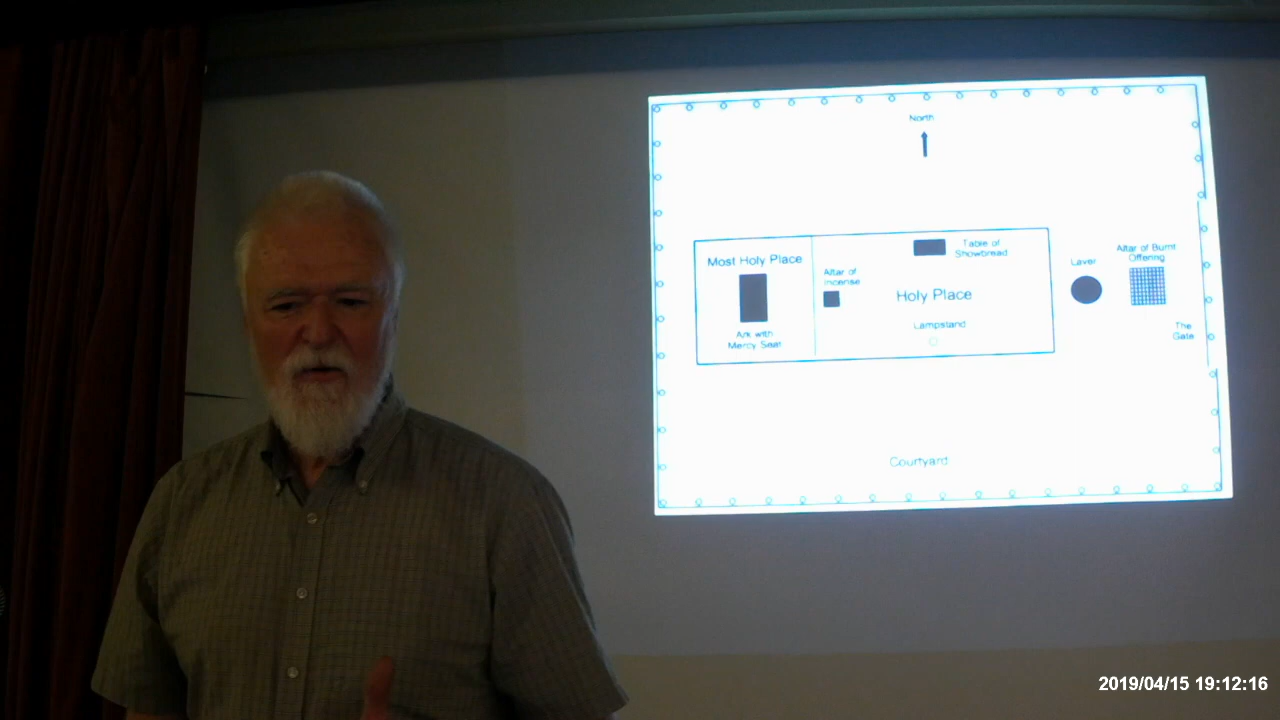 North
Most Holy Place
Ark with
Mercy Seat
Altar of
Incense
Table of
Showbread
Holy Place
Lampstand
Laver
Altar of Burnt
Offering
The
Gate
Courtyard
2019/04/15 19:12:16